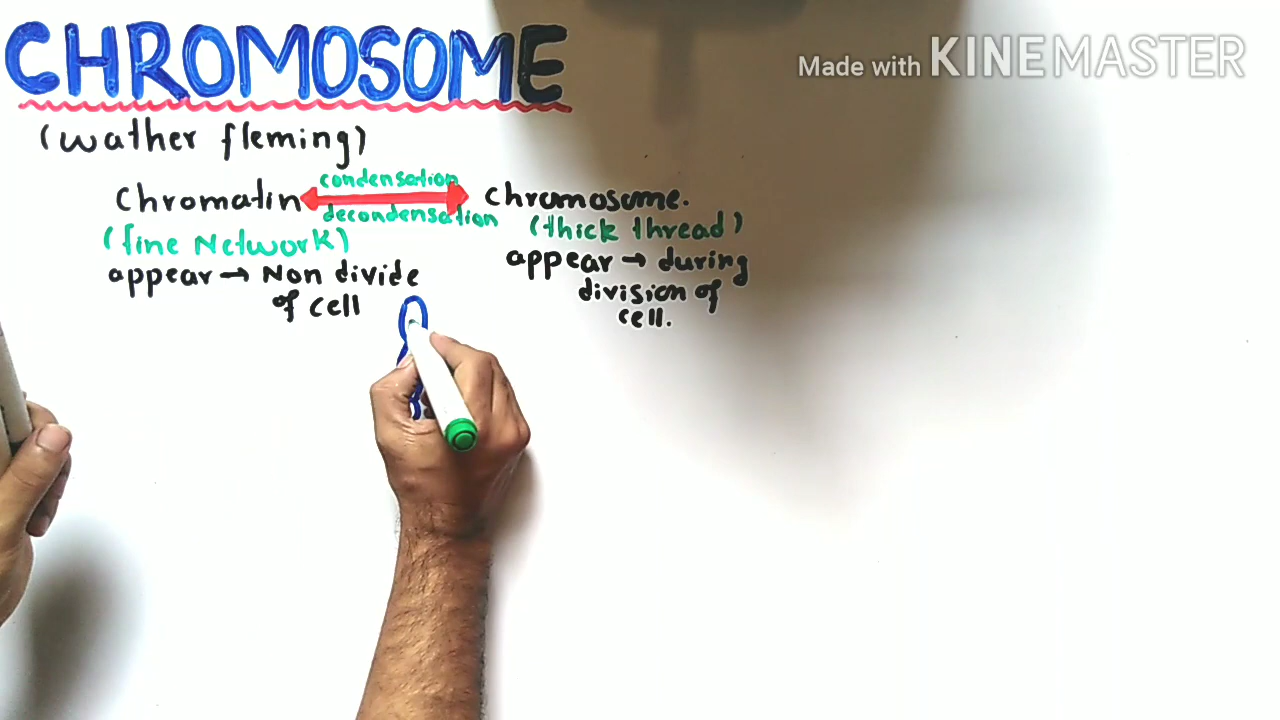 CHROMOSOME
Made with KINEMASTER
(wather fleming)
condensation
Chromatin chromosome.
decondensation
(fine Network) (thick thread)
appear → Non divide appear → during
of cell division of
cell.